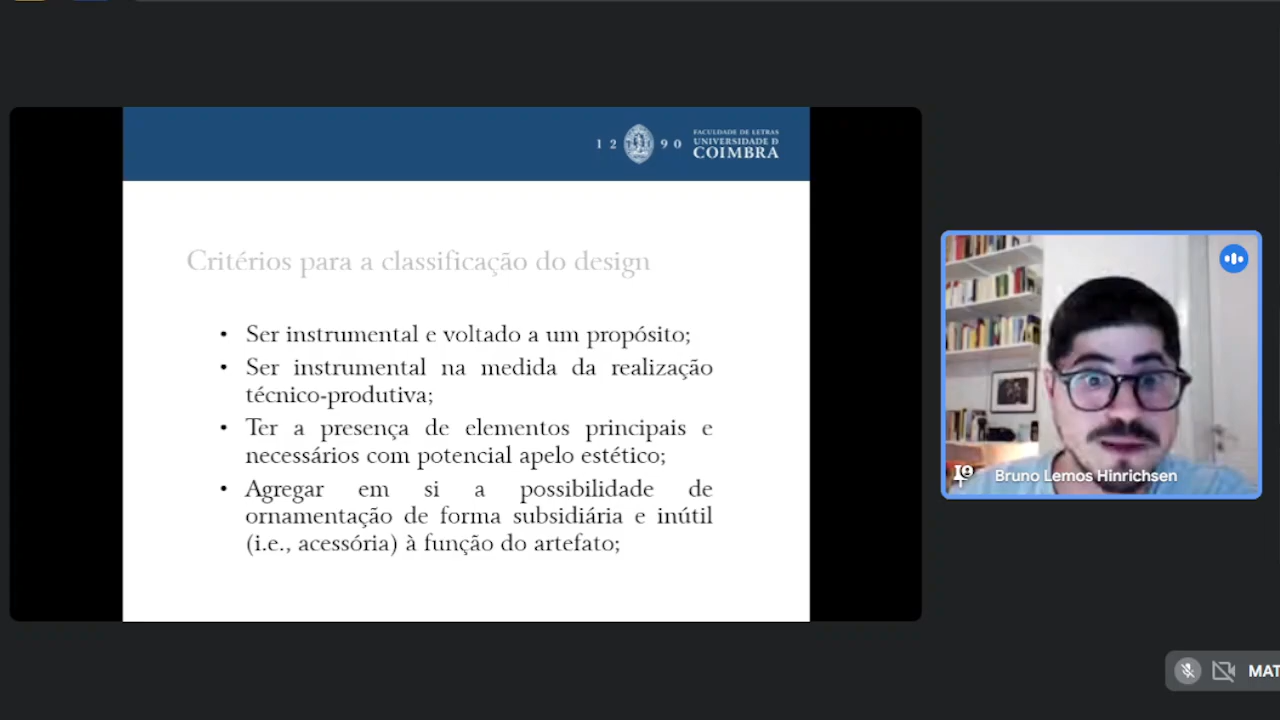 1 2 9 0
FACULDADE DE LETRAS
UNIVERSIDADE D
COIMBRA
Critérios para a classificação do design
• Ser instrumental e voltado a um propósito;
• Ser instrumental na medida da realização
técnico-produtiva;
• Ter a presença de elementos principais e
necessários com potencial apelo estético;
• Agregar em si a possibilidade de
ornamentação de forma subsidiária e inútil
(i.e., acessória) à função do artefato;
Bruno Lemos Hinrichsen
MAT